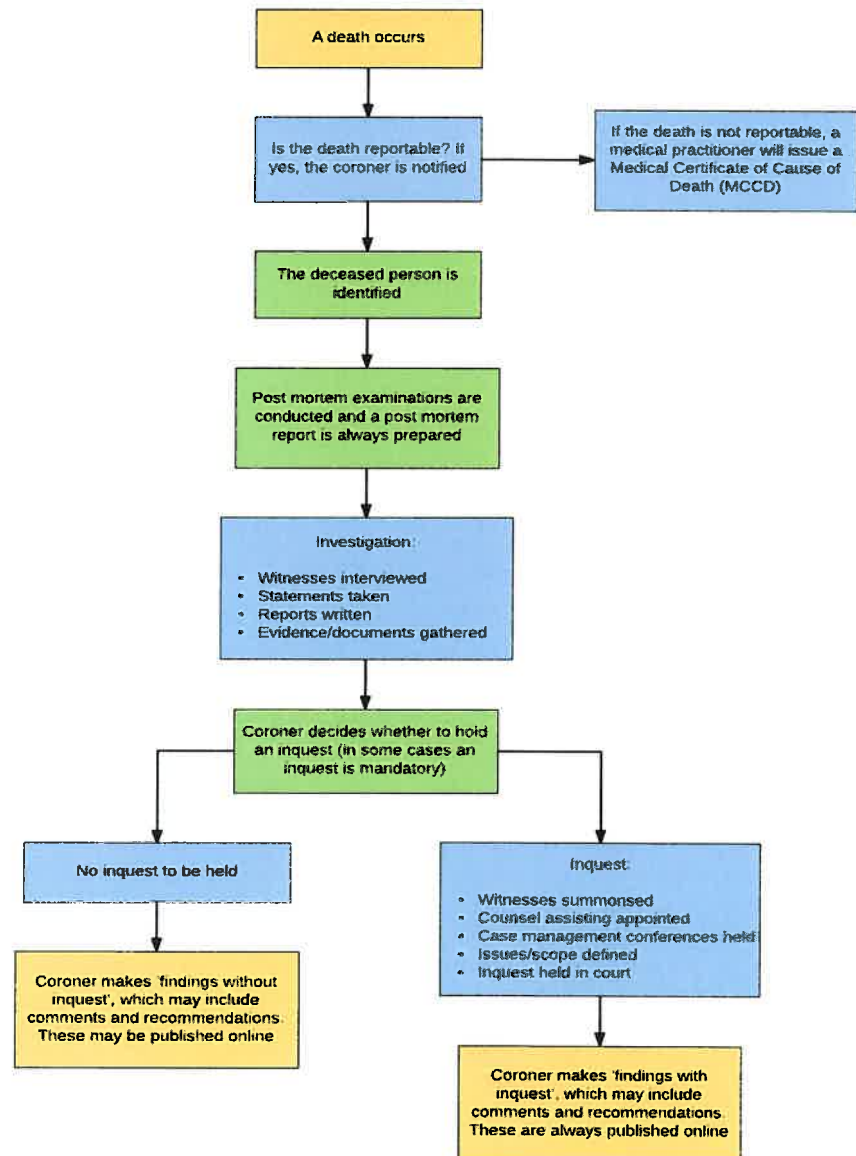 A death occurs
Is the death reportable? If
yes, the coroner is notified
If the death is not reportable, a
medical practitioner will issue a
Medical Certificate of Cause of
Death (MCCD)
The deceased person is
identified
Post mortem examinations are
conducted and a post mortem
report is always prepared
Investigation:
• Witnesses interviewed
• Statements taken
• Reports written
• Evidence/documents gathered
Coroner decides whether to hold
an inquest (in some cases an
inquest is mandatory)
No inquest to be held
Coroner makes 'findings without
inquest', which may include
comments and recommendations.
These may be published online
Inquest:
• Witnesses summonsed
• Counsel assisting appointed
• Case management conferences held
• Issues/scope defined
• Inquest held in court
Coroner makes 'findings with
inquest', which may include
comments and recommendations.
These are always published online